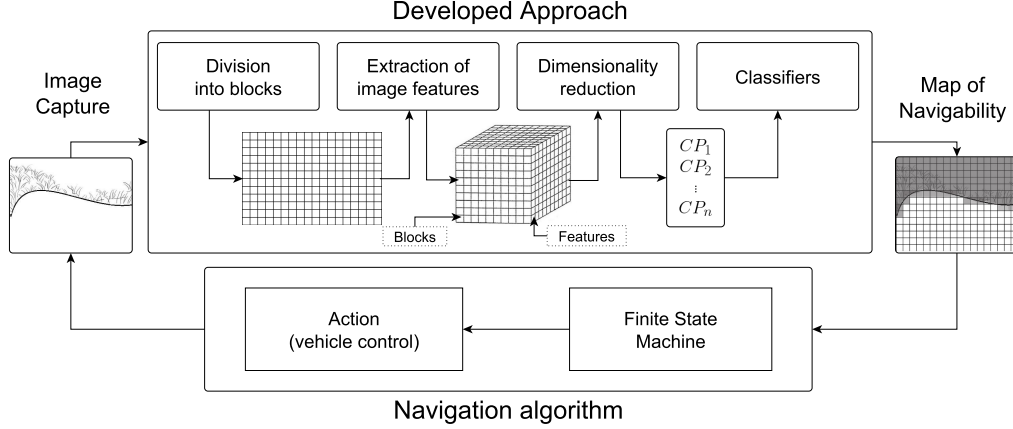 Developed Approach
Image
Capture
Division
into blocks
Extraction of
image features
Dimensionality
reduction
Classifiers
Map of
Navigability
CP1
CP2
⋮
CPn
Blocks
Features
Action
(vehicle control)
Finite State
Machine
Navigation algorithm